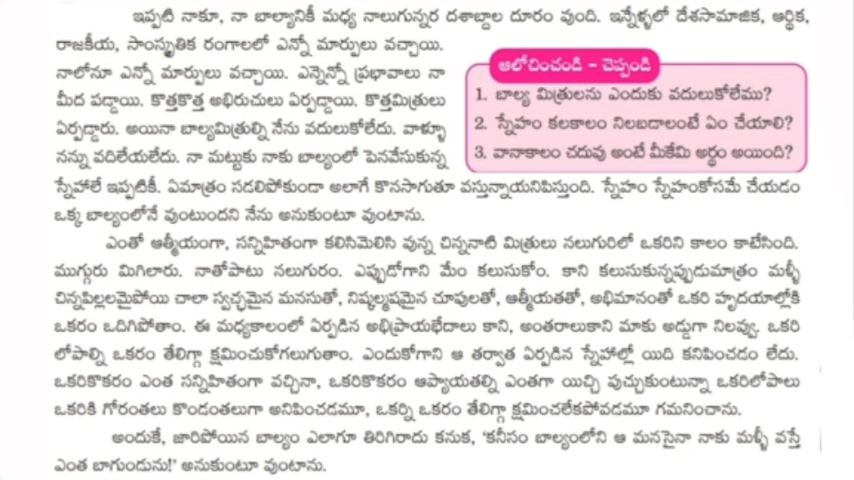 ఇప్పటి నాకూ, నా బాల్యానికీ మధ్య నాలుగున్నర దశాబ్దాల దూరం వుంది. ఇన్నేళ్లలో దేశసామాజిక, ఆర్థిక,
రాజకీయ, సాంస్కృతిక రంగాలలో ఎన్నో మార్పులు వచ్చాయి.
నాలోనూ ఎన్నో మార్పులు వచ్చాయి. ఎన్నెన్నో ప్రభావాలు నా
మీద పడ్డాయి. కొత్తకొత్త అభిరుచులు ఏర్పడ్డాయి. కొత్తమిత్రులు
ఏర్పడ్డారు. అయినా బాల్యమిత్రుల్ని నేను వదులుకోలేదు. వాళ్ళూ
నన్ను వదిలేయలేదు. నా మట్టుకు నాకు బాల్యంలో పెనవేసుకున్న
ఆలోచించండి - చెప్పండి
1. బాల్య మిత్రులను ఎందుకు వదులుకోలేము?
2. స్నేహం కలకాలం నిలబడాలంటే ఏం చేయాలి?
3. వానాకాలం చదువు అంటే మీకేమి అర్థం అయింది?
స్నేహాలే ఇప్పటికీ. ఏమాత్రం సడలిపోకుండా అలాగే కొనసాగుతూ వస్తున్నాయనిపిస్తుంది. స్నేహం స్నేహంకోసమే చేయడం
ఒక్క బాల్యంలోనే వుంటుందని నేను అనుకుంటూ వుంటాను.
ఎంతో ఆత్మీయంగా, సన్నిహితంగా కలిసిమెలిసి వున్న చిన్ననాటి మిత్రులు నలుగురిలో ఒకరిని కాలం కాటేసింది.
ముగ్గురు మిగిలారు. నాతోపాటు నలుగురం. ఎప్పుడోగాని మేం కలుసుకోం. కాని కలుసుకున్నప్పుడుమాత్రం మళ్ళీ
చిన్నపిల్లలమైపోయి చాలా స్వచ్ఛమైన మనసుతో, నిష్కల్మషమైన చూపులతో, ఆత్మీయతతో, అభిమానంతో ఒకరి హృదయాల్లోకి
ఒకరం ఒదిగిపోతాం. ఈ మధ్యకాలంలో ఏర్పడిన అభిప్రాయభేదాలు కాని, అంతరాలుకాని మాకు అడ్డుగా నిలవ్వు. ఒకరి
లోపాల్ని ఒకరం తేలిగ్గా క్షమించుకోగలుగుతాం. ఎందుకోగాని ఆ తర్వాత ఏర్పడిన స్నేహాల్లో యిది కనిపించడం లేదు.
ఒకరికొకరం ఎంత సన్నిహితంగా వచ్చినా, ఒకరికొకరం ఆప్యాయతల్ని ఎంతగా యిచ్చి పుచ్చుకుంటున్నా ఒకరిలోపాలు
ఒకరికి గోరంతలు కొండంతలుగా అనిపించడమూ, ఒకర్ని ఒకరం తేలిగ్గా క్షమించలేకపోవడమూ గమనించాను.
అందుకే, జారిపోయిన బాల్యం ఎలాగూ తిరిగిరాదు కనుక, 'కనీసం బాల్యంలోని ఆ మనసైనా నాకు మళ్ళీ వస్తే
ఎంత బాగుండును!' అనుకుంటూ వుంటాను.